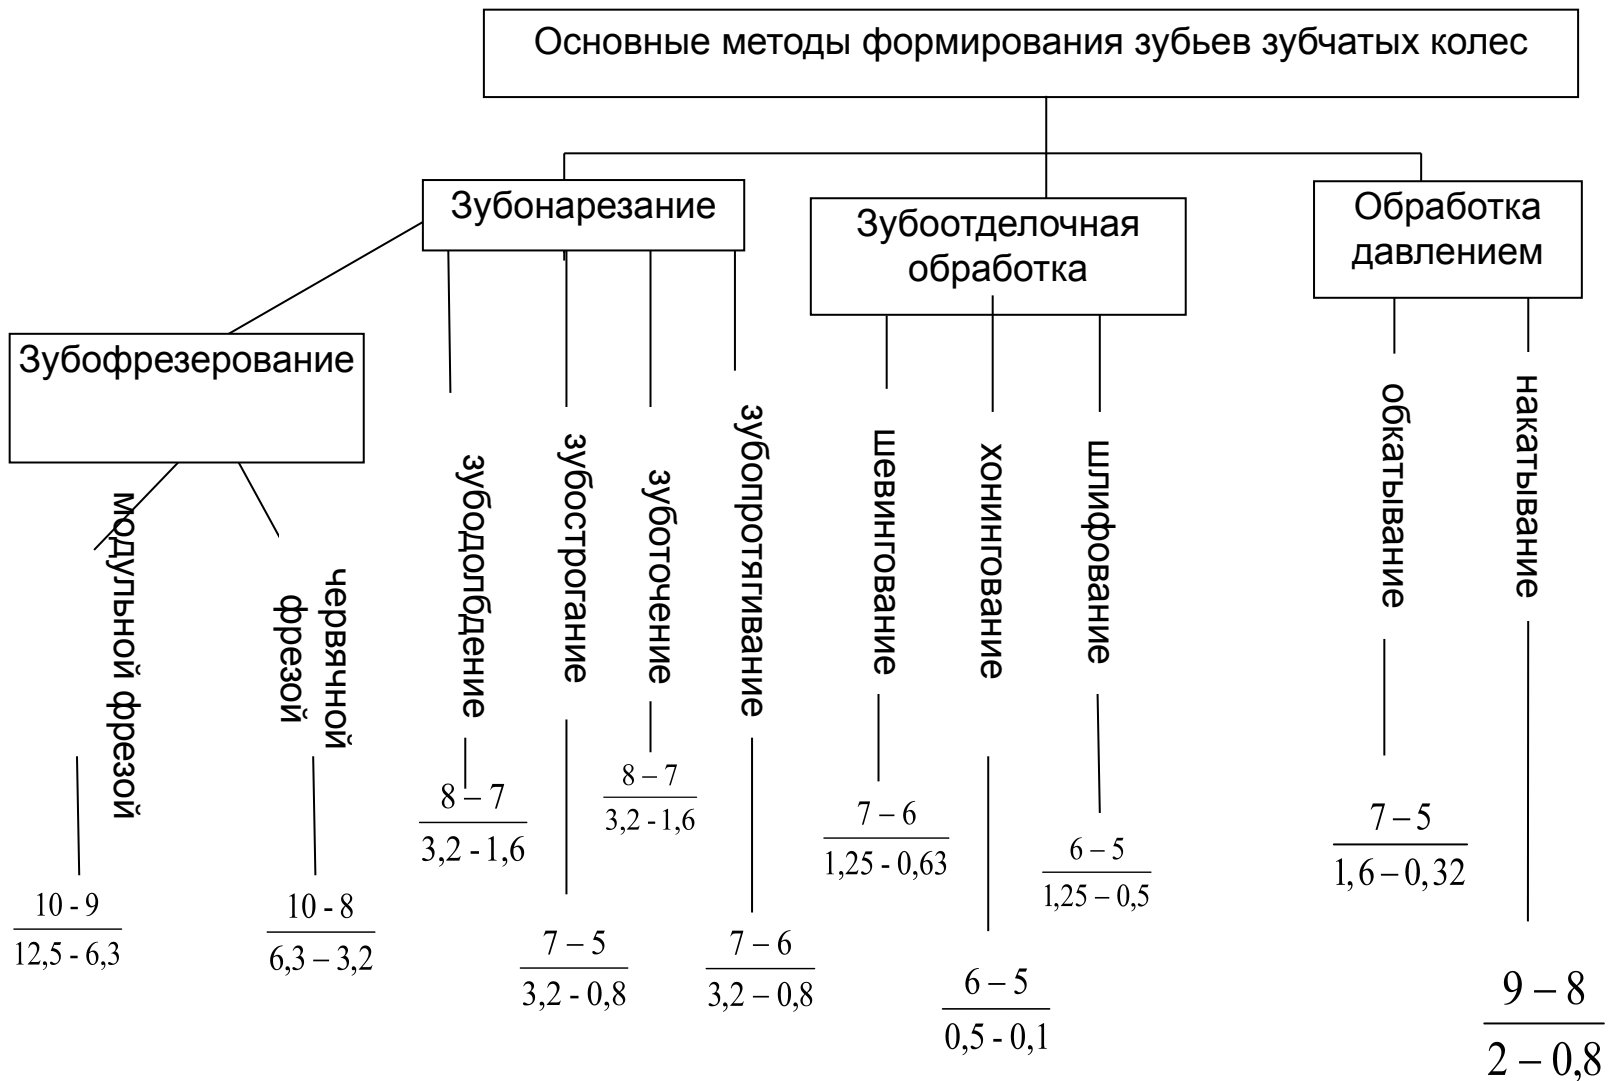 Основные методы формирования зубьев зубчатых колес
Зубонарезание
Зубоотделочная
обработка
Обработка
давлением
Зубофрезерование
модульной фрезой
червячной
фрезой
зубодолбдение
зубострогание
зуботочение
зубопротягивание
шевингование
хонингование
шлифование
обкатывание
накатывание
10 - 9
12,5 - 6,3
10 - 8
6,3 – 3,2
8 – 7
3,2 - 1,6
7 – 5
3,2 - 0,8
8 – 7
3,2 - 1,6
7 – 6
3,2 – 0,8
7 – 6
1,25 - 0,63
6 – 5
0,5 - 0,1
6 – 5
1,25 – 0,5
7 – 5
1,6 – 0,32
9 – 8
2 – 0,8